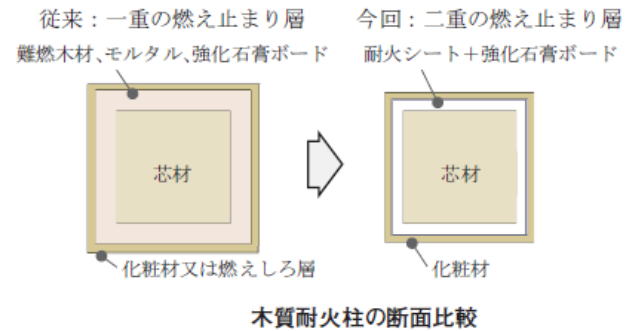 従来：一重の燃え止まり層
難燃木材、モルタル、強化石膏ボード
芯材
化粧材又は燃えしろ層
今回：二重の燃え止まり層
耐火シート＋強化石膏ボード
芯材
化粧材
木質耐火柱の断面比較